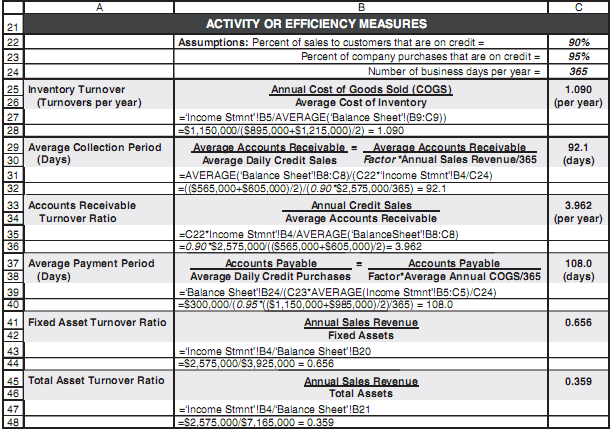 A B C
21 ACTIVITY OR EFFICIENCY MEASURES
22 Assumptions: Percent of sales to customers that are on credit = 90%
23 Percent of company purchases that are on credit = 95%
24 Number of business days per year = 365
25 Inventory Turnover Annual Cost of Goods Sold (COGS) 1.090
26 (Turnovers per year) Average Cost of Inventory (per year)
27 ='Income Stmnt'!B5/AVERAGE('Balance Sheet'!(B9:C9))
28 =$1,150,000/($895,000+$1,215,000)/2) = 1.090
29 Average Collection Period Average Accounts Receivable = Average Accounts Receivable 92.1
30 (Days) Average Daily Credit Sales Factor*Annual Sales Revenue/365 (days)
31 =AVERAGE('Balance Sheet'!B8:C8)/(C22*'Income Stmnt'!B4/C24)
32 =(($565,000+$605,000)/2)/(0.90*$2,575,000/365) = 92.1
33 Accounts Receivable Annual Credit Sales 3.962
34 Turnover Ratio Average Accounts Receivable (per year)
35 =C22*Income Stmnt'!B4/AVERAGE('BalanceSheet'!B8:C8)
36 =0.90*$2,575,000/(($565,000+$605,000)/2)= 3.962
37 Average Payment Period Accounts Payable = Accounts Payable 108.0
38 (Days) Average Daily Credit Purchases Factor*Average Annual COGS/365 (days)
39 ='Balance Sheet'!B24/(C23*AVERAGE(Income Stmnt'!B5:C5)/C24)
40 =$300,000/(0.95*(($1,150,000+$985,000)/2)/365) = 108.0
41 Fixed Asset Turnover Ratio Annual Sales Revenue 0.656
42 Fixed Assets
43 ='Income Stmnt'!B4/'Balance Sheet'!B20
44 =$2,575,000/$3,925,000 = 0.656
45 Total Asset Turnover Ratio Annual Sales Revenue 0.359
46 Total Assets
47 ='Income Stmnt'!B4/'Balance Sheet'!B21
48 =$2,575,000/$7,165,000 = 0.359